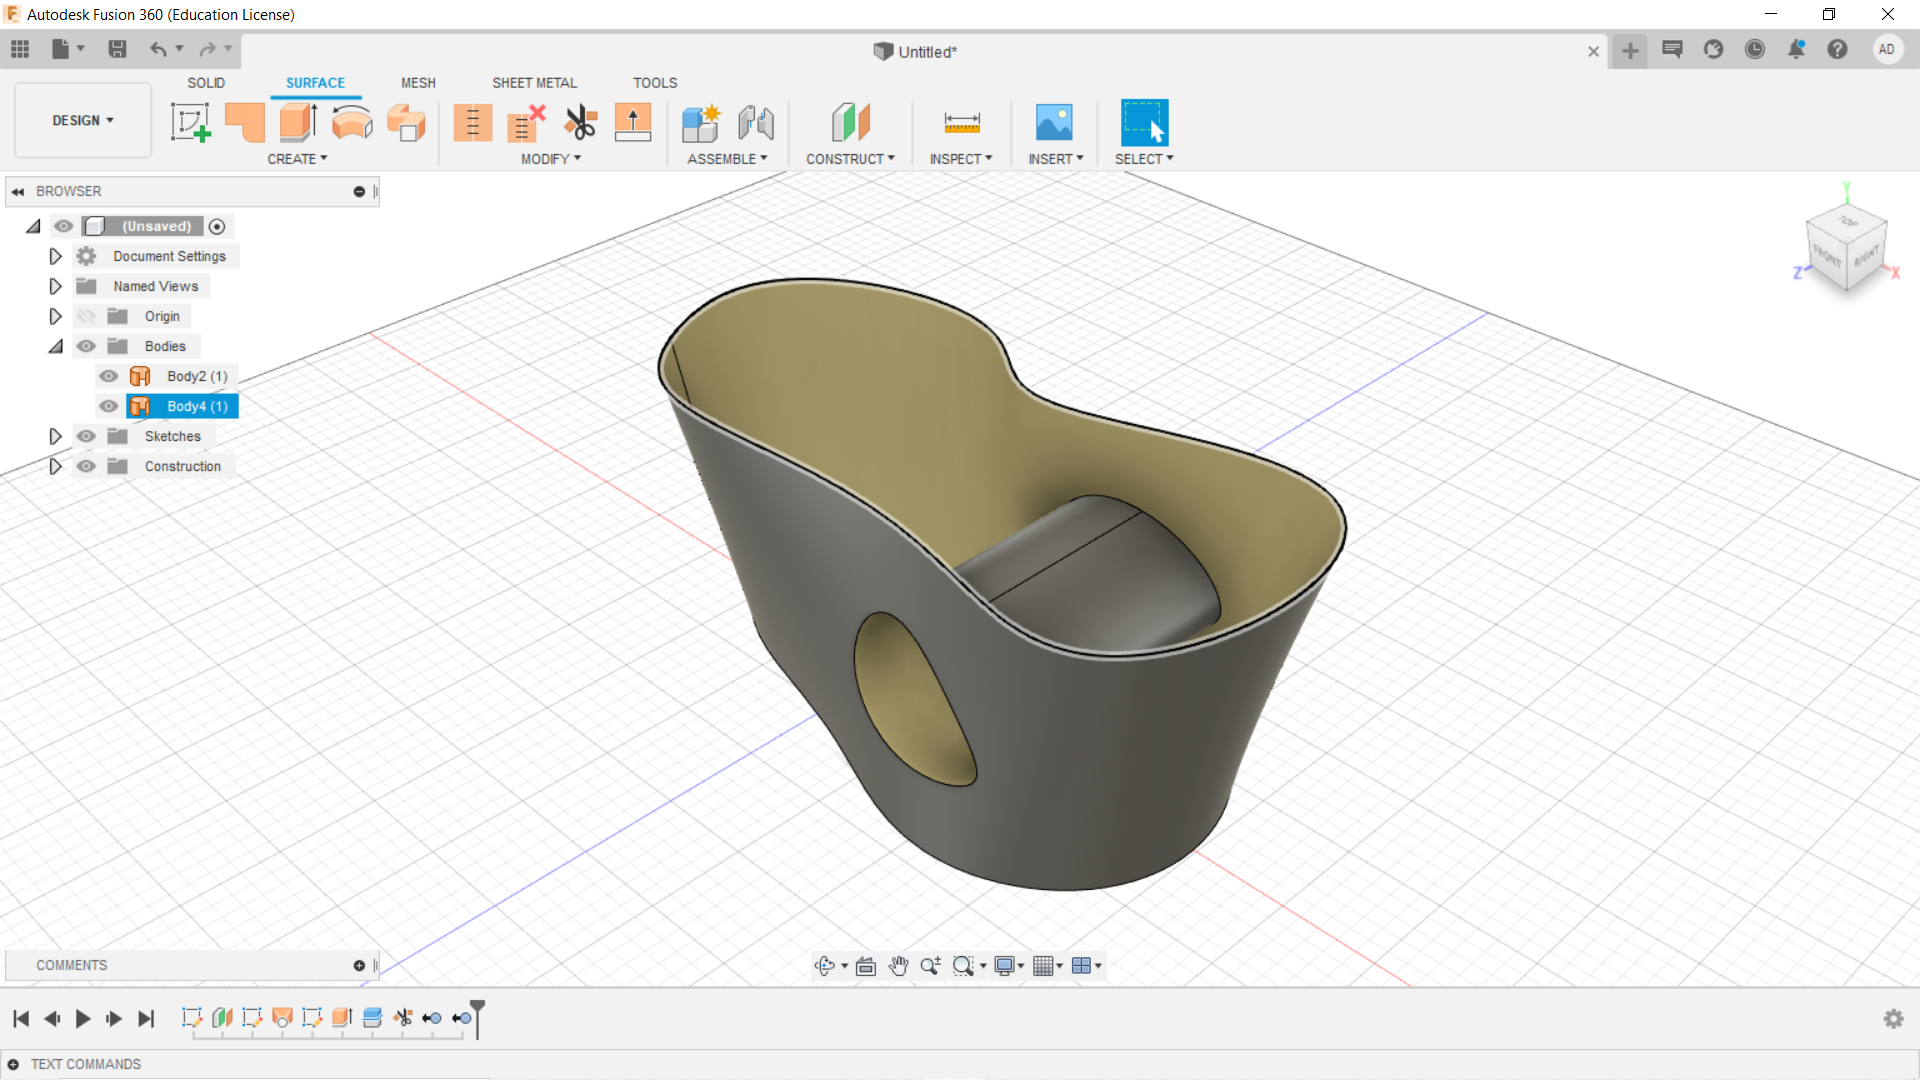 Autodesk Fusion 360 (Education License)
Untitled*
AD
SOLID SURFACE MESH SHEET METAL TOOLS
DESIGN
CREATE MODIFY ASSEMBLE CONSTRUCT INSPECT INSERT SELECT
BROWSER
(Unsaved)
Document Settings
Named Views
Origin
Bodies
Body2 (1)
Body4 (1)
Sketches
Construction
Y
TOP
FRONT
RIGHT
Z
X
COMMENTS
TEXT COMMANDS